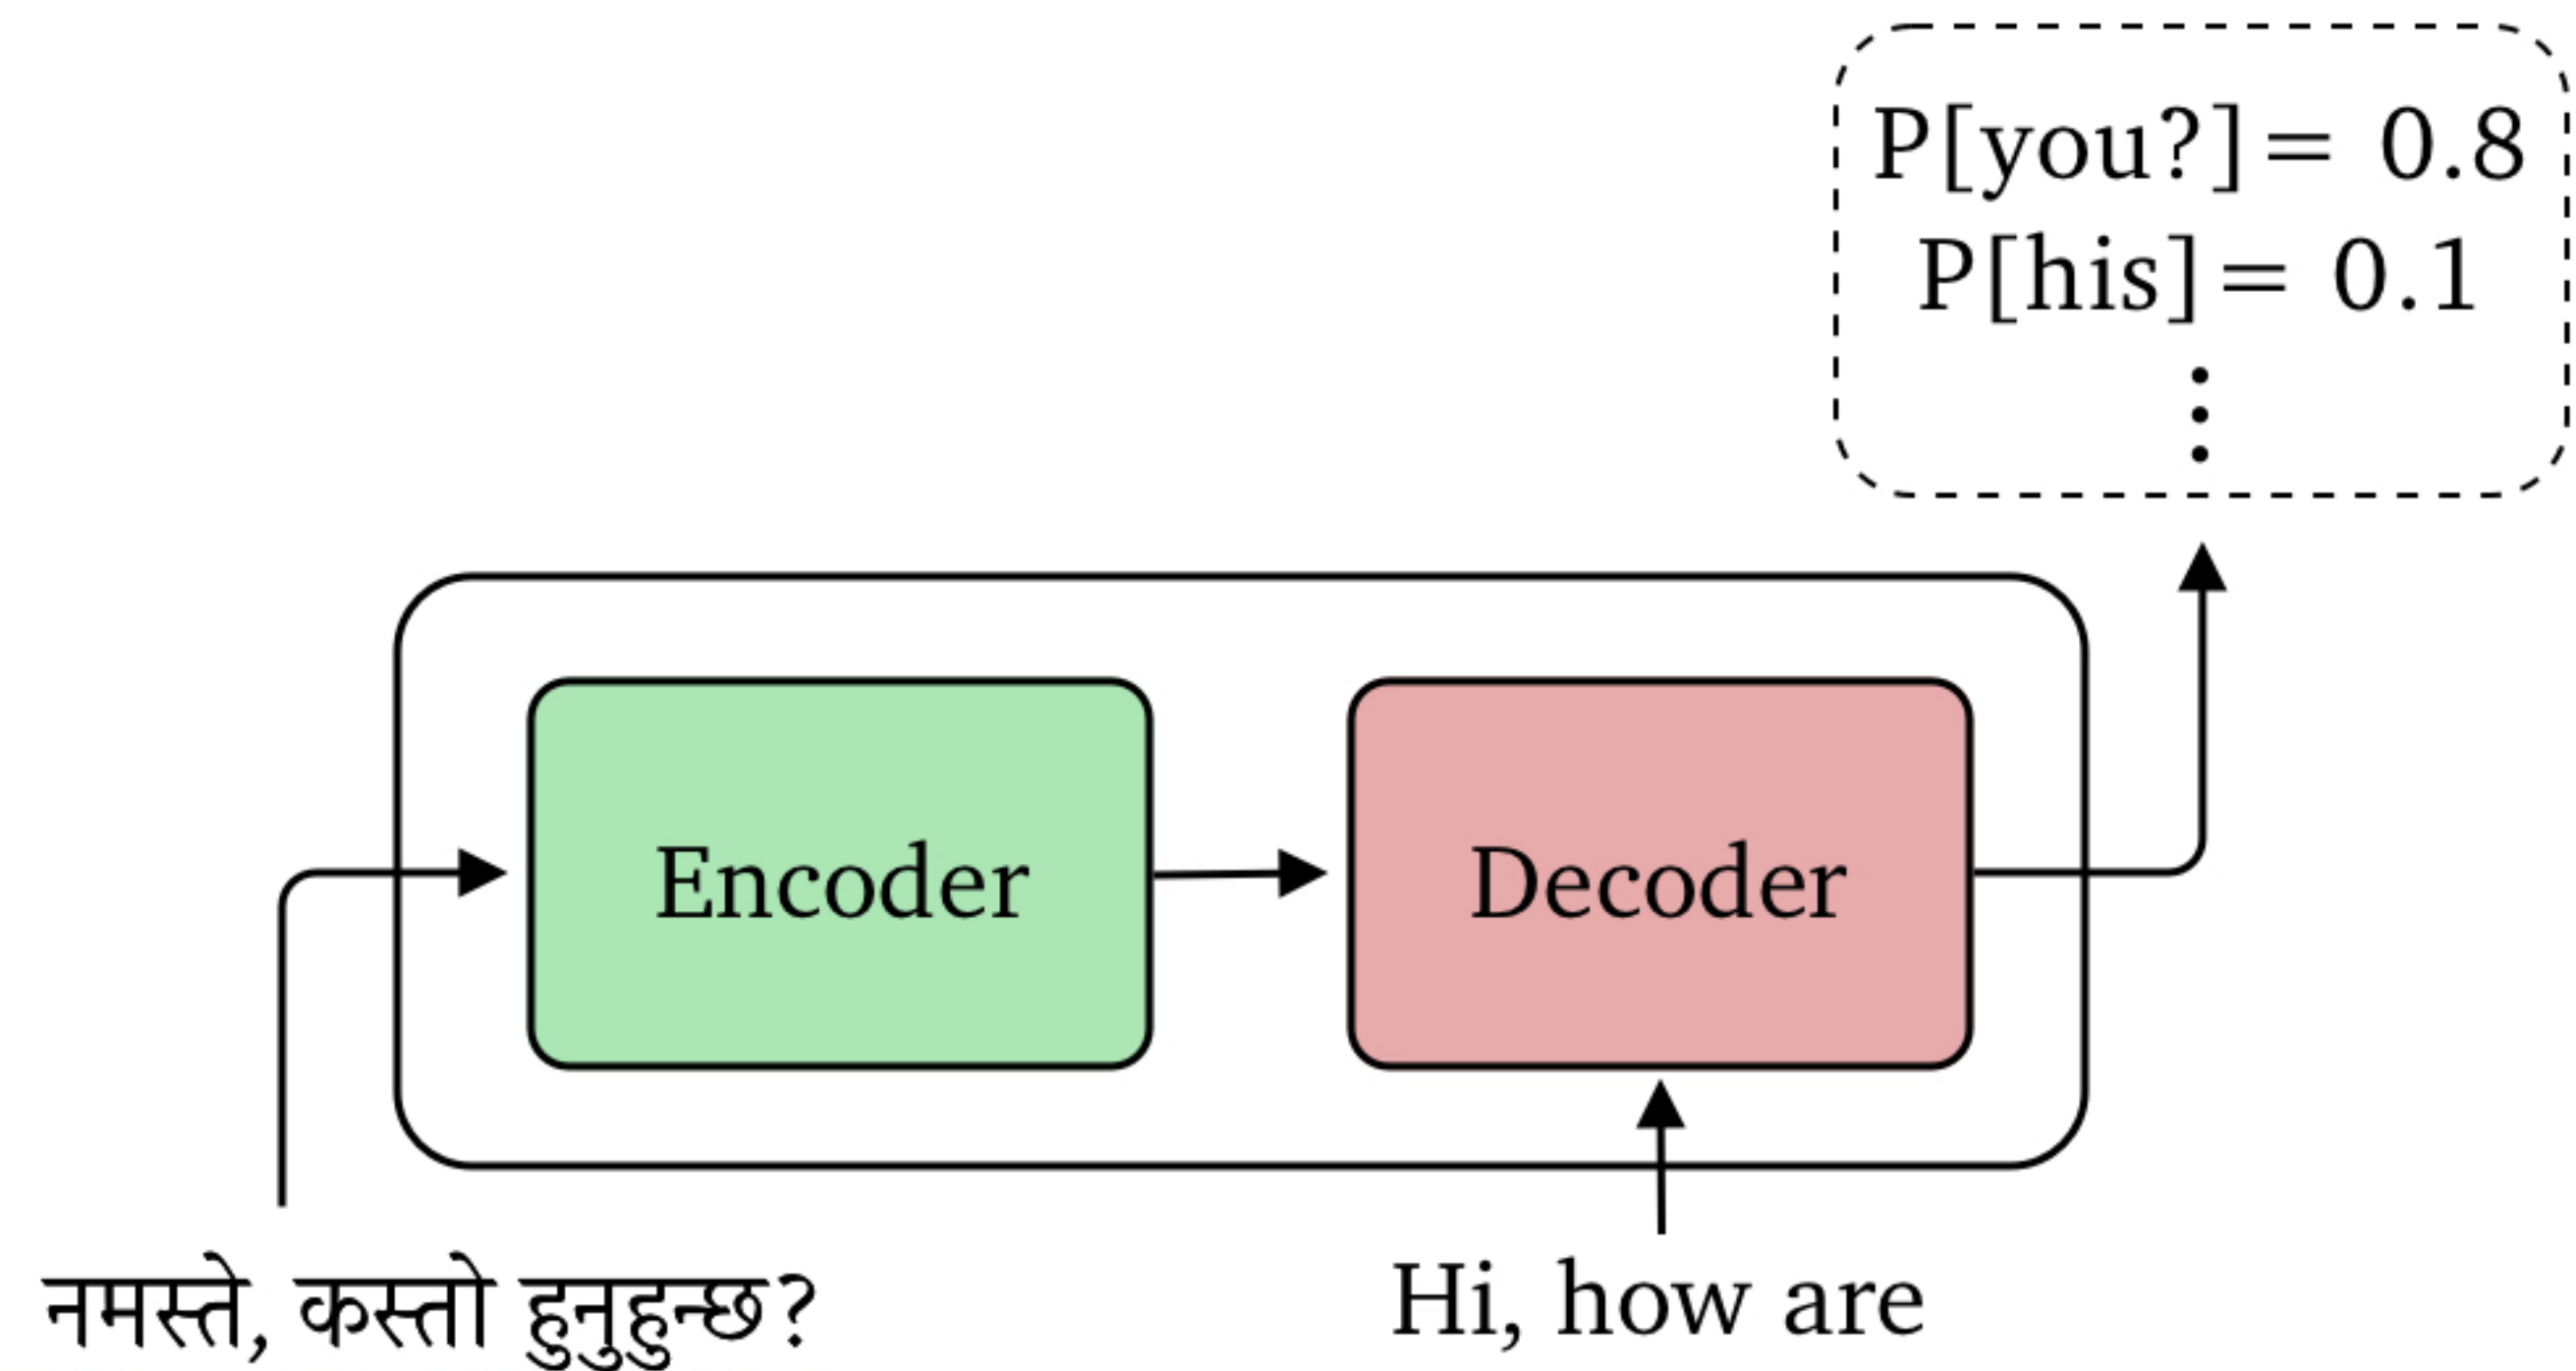 P[you?]= 0.8
P[his]= 0.1
Encoder
Decoder
नमस्ते, कस्तो हुनुहुन्छ?
Hi, how are